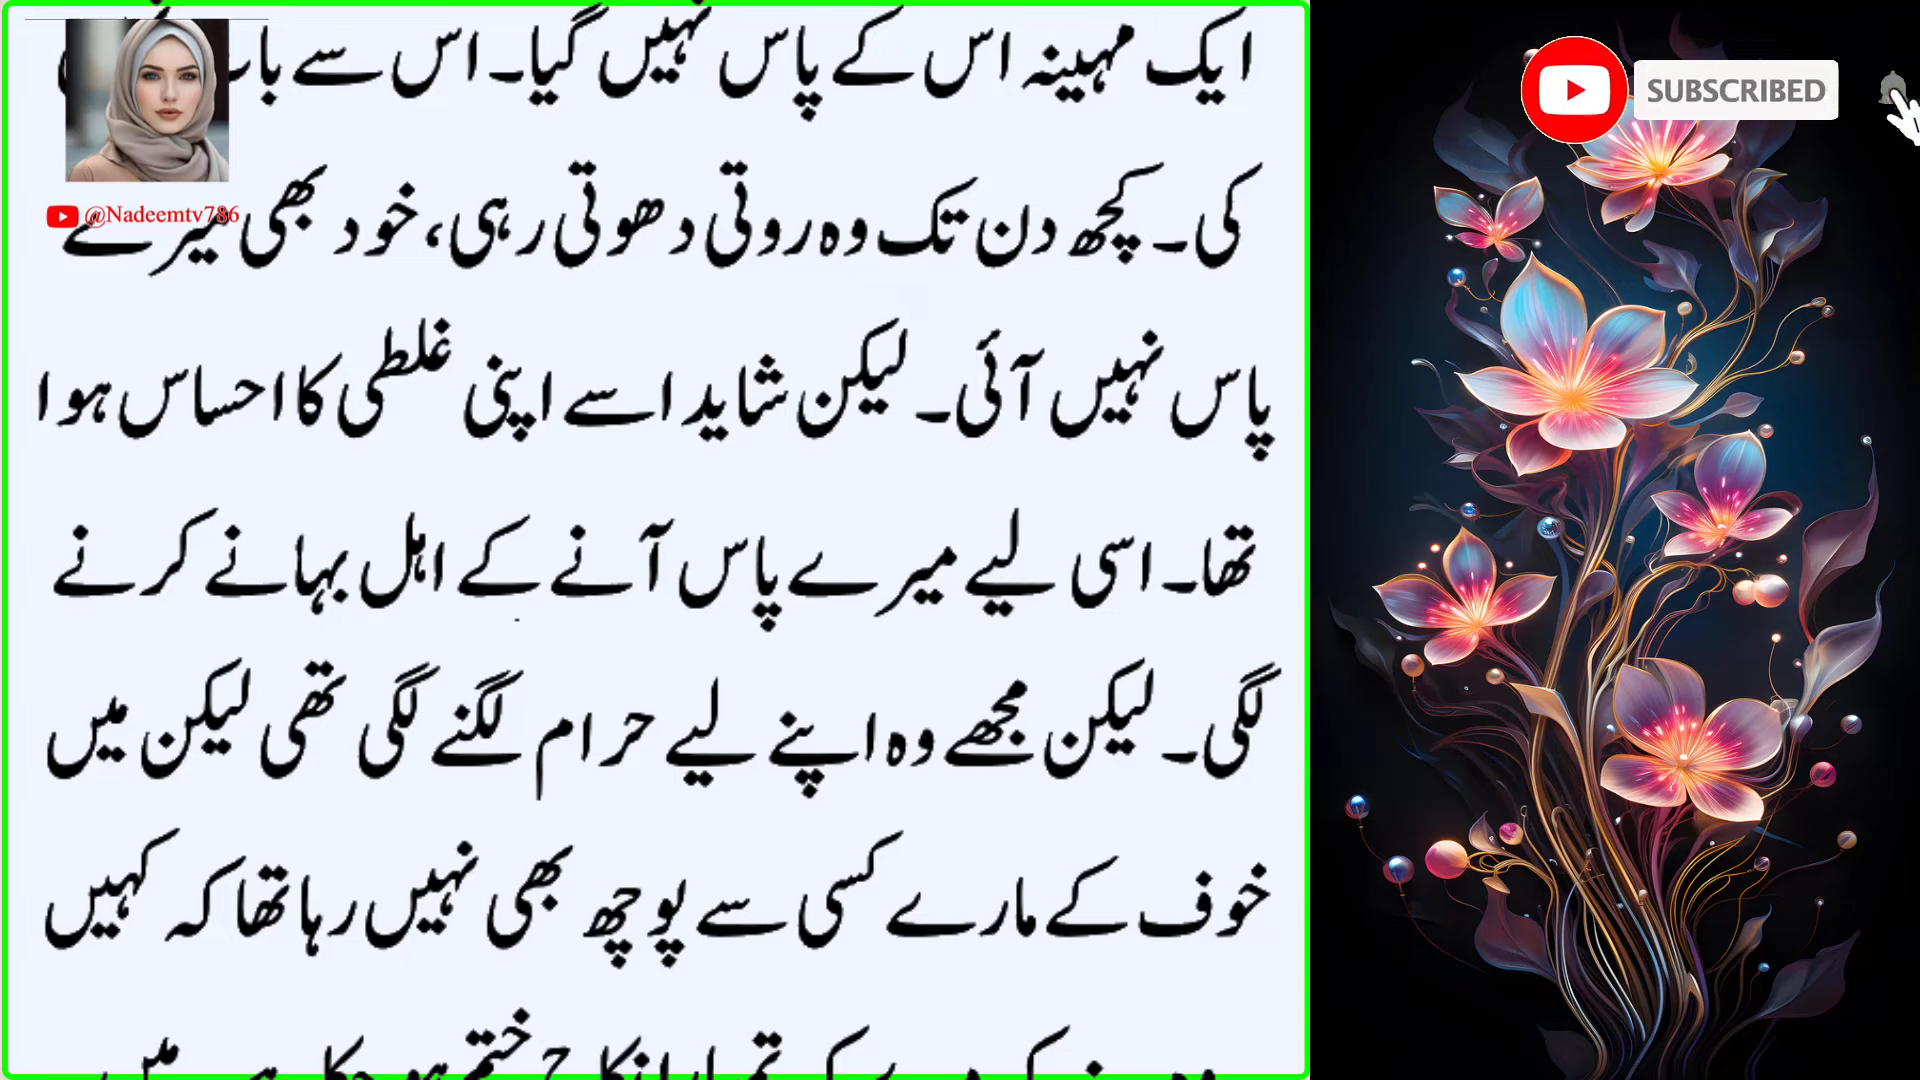 ایک مہینہ اس کے پاس نہیں گیا۔ اس سے بات
کی۔ کچھ دن تک وہ روتی دھوتی رہی، خود بھی میرے
پاس نہیں آئی۔ لیکن شاید اسے اپنی غلطی کا احساس ہوا
تھا۔ اسی لیے میرے پاس آنے کے اہل بہانے کرنے
لگی۔ لیکن مجھے وہ اپنے لیے حرام لگنے لگی تھی لیکن میں
خوف کے مارے کسی سے پوچھ بھی نہیں رہا تھا کہ کہیں
@Nadeemtv786
SUBSCRIBED